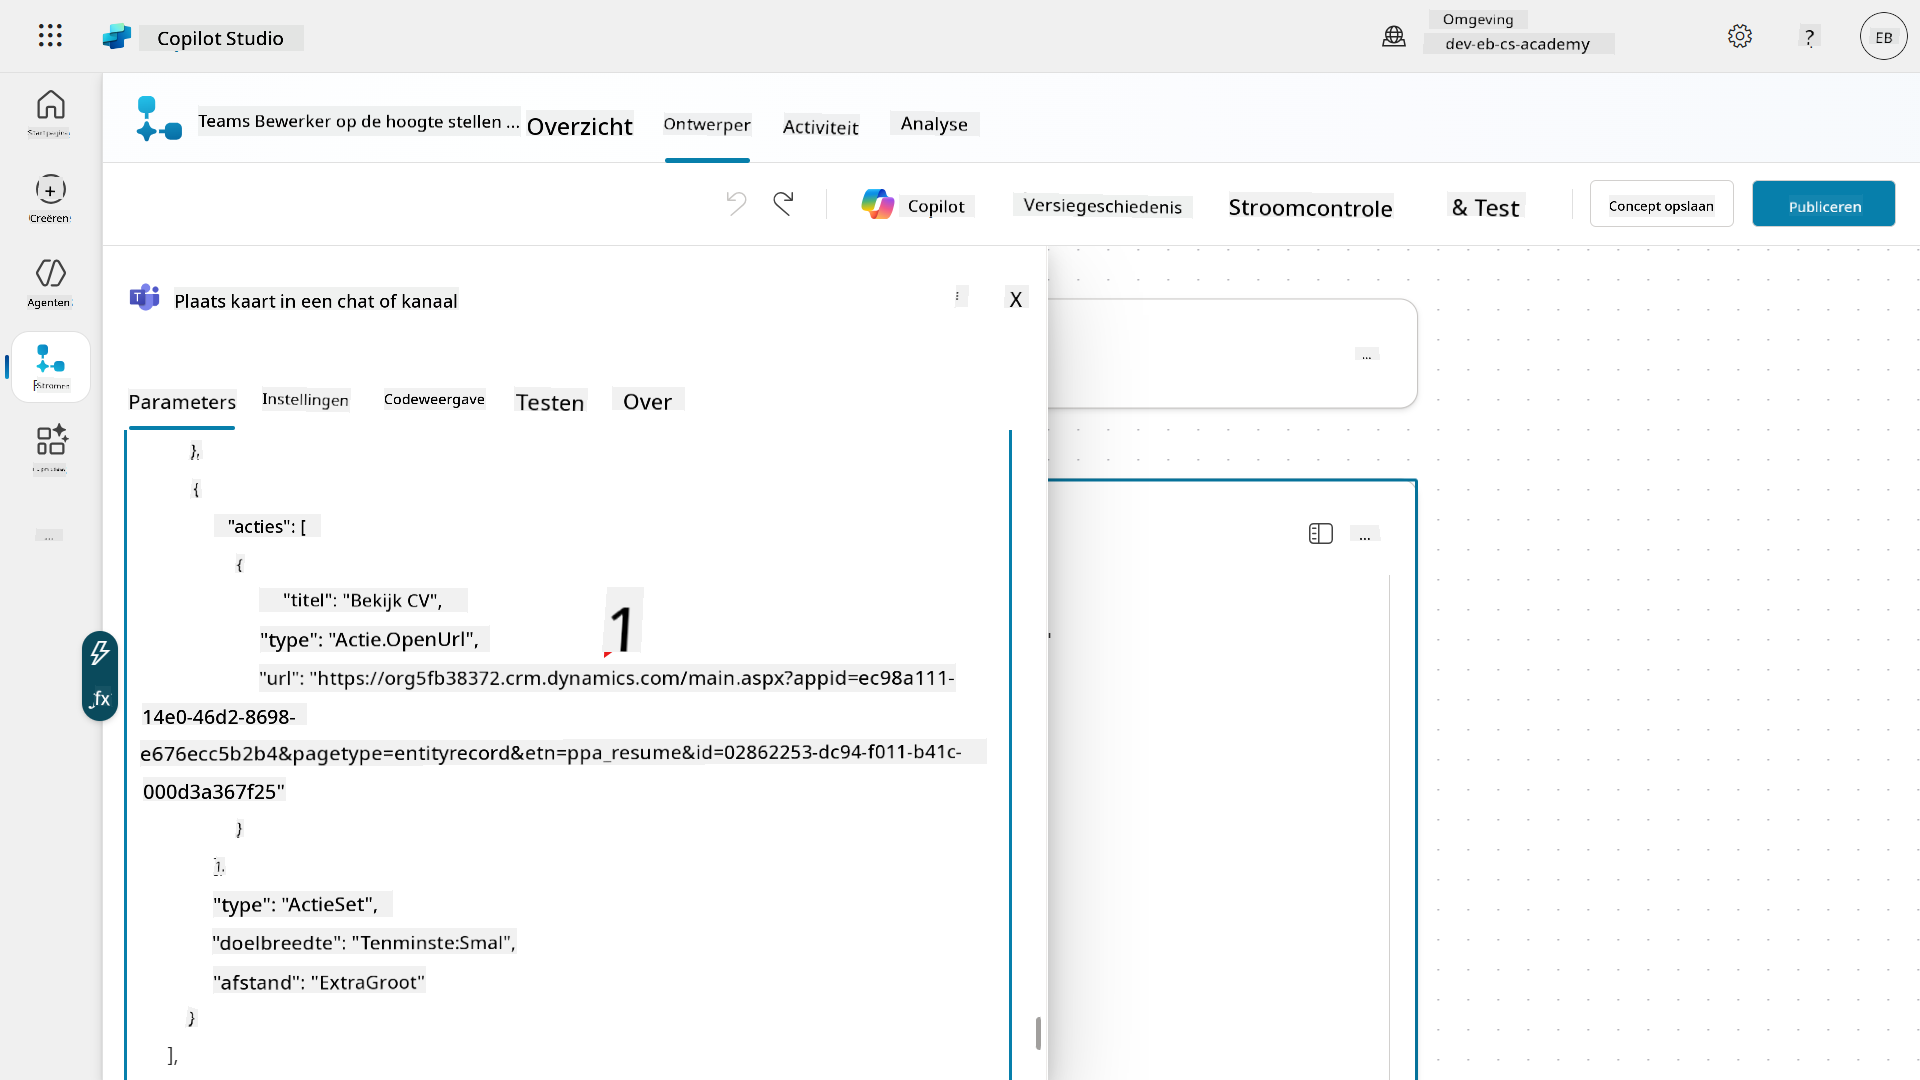 Copilot Studio
Omgeving
dev-eb-cs-academy
?
EB
Startpagina
Creëren
Agenten
Stromen
...
Teams Bewerker op de hoogte stellen ...
Overzicht
Ontwerper
Activiteit
Analyse
Copilot
Versiegeschiedenis
Stroomcontrole
& Test
Concept opslaan
Publiceren
Plaats kaart in een chat of kanaal
X
Parameters
Instellingen
Codeweergave
Testen
Over
},
{
"acties": [
{
"titel": "Bekijk CV",
"type": "Actie.OpenUrl",
1
"url": "https://org5fb38372.crm.dynamics.com/main.aspx?appid=ec98a111-
14e0-46d2-8698-
e676ecc5b2b4&pagetype=entityrecord&etn=ppa_resume&id=02862253-dc94-f011-b41c-
000d3a367f25"
}
],
"type": "ActieSet",
"doelbreedte": "Tenminste:Smal",
"afstand": "ExtraGroot"
}
],
fx
...
...